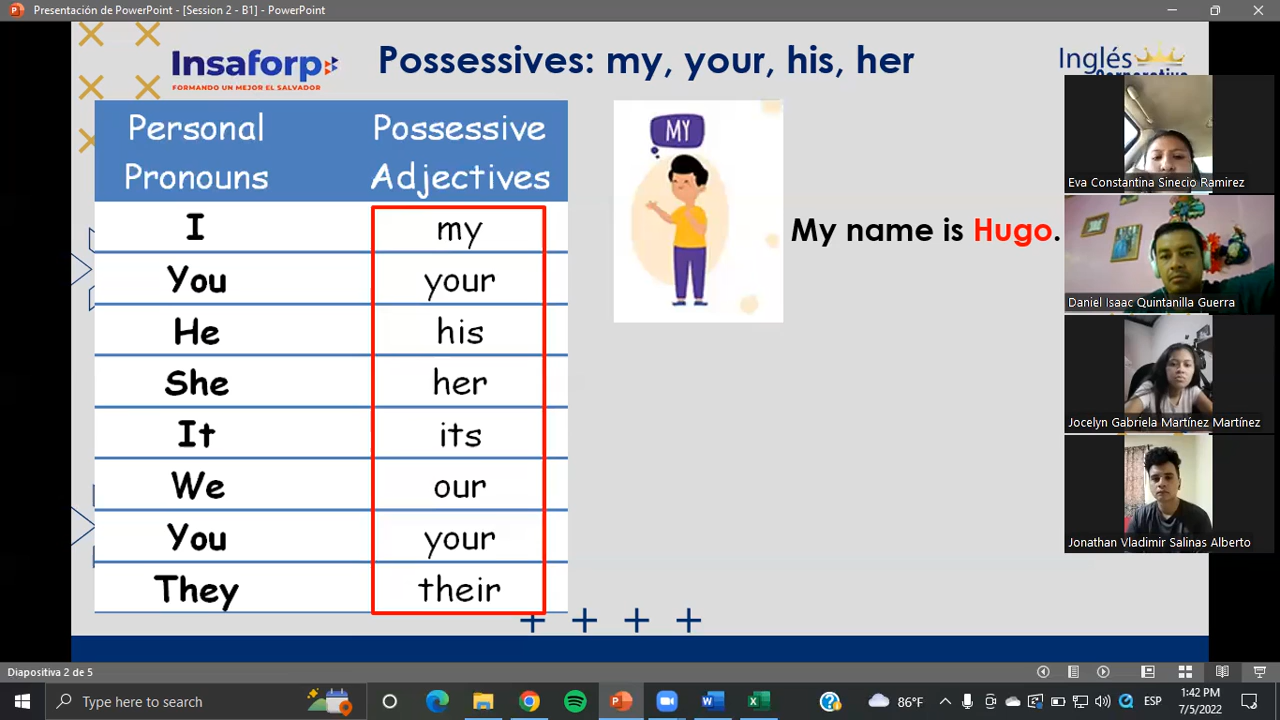 Presentación de PowerPoint - [Session 2 - B1] - PowerPoint
Insaforp
FORMANDO UN MEJOR EL SALVADOR
Possessives: my, your, his, her
Inglés
Corporativo
Personal Pronouns
Possessive Adjectives
I my
You your
He his
She her
It its
We our
You your
They their
MY
My name is Hugo.
Eva Constantina Sinecio Ramirez
Daniel Isaac Quintanilla Guerra
Jocelyn Gabriela Martínez Martínez
Jonathan Vladimir Salinas Alberto
Diapositiva 2 de 5
Type here to search
86°F
ESP
1:42 PM
7/5/2022